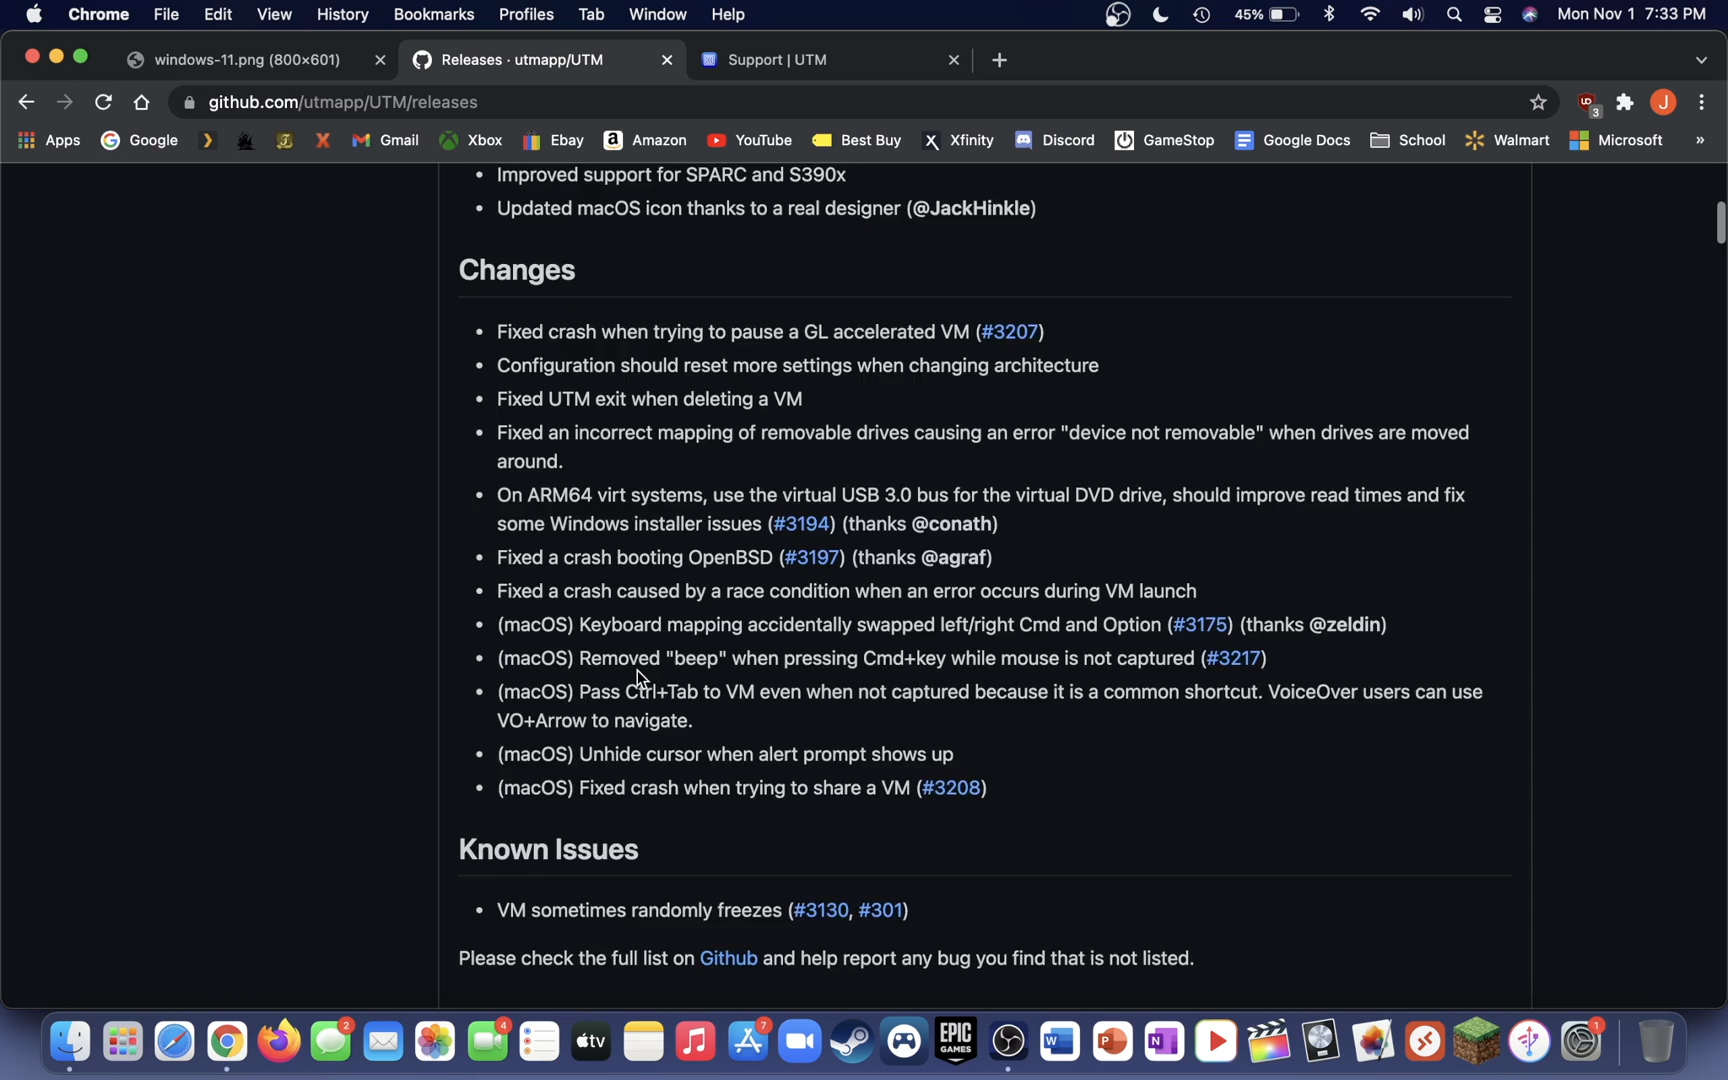 Chrome File Edit View History Bookmarks Profiles Tab Window Help 45% Mon Nov 1 7:33 PM
windows-11.png (800×601) Releases · utmapp/UTM Support | UTM
github.com/utmapp/UTM/releases 3 J
Apps Google Gmail Xbox Ebay Amazon YouTube Best Buy Xfinity Discord GameStop Google Docs School Walmart Microsoft »
• Improved support for SPARC and S390x
• Updated macOS icon thanks to a real designer (@JackHinkle)
Changes
• Fixed crash when trying to pause a GL accelerated VM (#3207)
• Configuration should reset more settings when changing architecture
• Fixed UTM exit when deleting a VM
• Fixed an incorrect mapping of removable drives causing an error "device not removable" when drives are moved
around.
• On ARM64 virt systems, use the virtual USB 3.0 bus for the virtual DVD drive, should improve read times and fix
some Windows installer issues (#3194) (thanks @conath)
• Fixed a crash booting OpenBSD (#3197) (thanks @agraf)
• Fixed a crash caused by a race condition when an error occurs during VM launch
• (macOS) Keyboard mapping accidentally swapped left/right Cmd and Option (#3175) (thanks @zeldin)
• (macOS) Removed "beep" when pressing Cmd+key while mouse is not captured (#3217)
• (macOS) Pass Ctrl+Tab to VM even when not captured because it is a common shortcut. VoiceOver users can use
VO+Arrow to navigate.
• (macOS) Unhide cursor when alert prompt shows up
• (macOS) Fixed crash when trying to share a VM (#3208)
Known Issues
• VM sometimes randomly freezes (#3130, #301)
Please check the full list on Github and help report any bug you find that is not listed.
2 4 tv 7 EPIC GAMES W P N 1